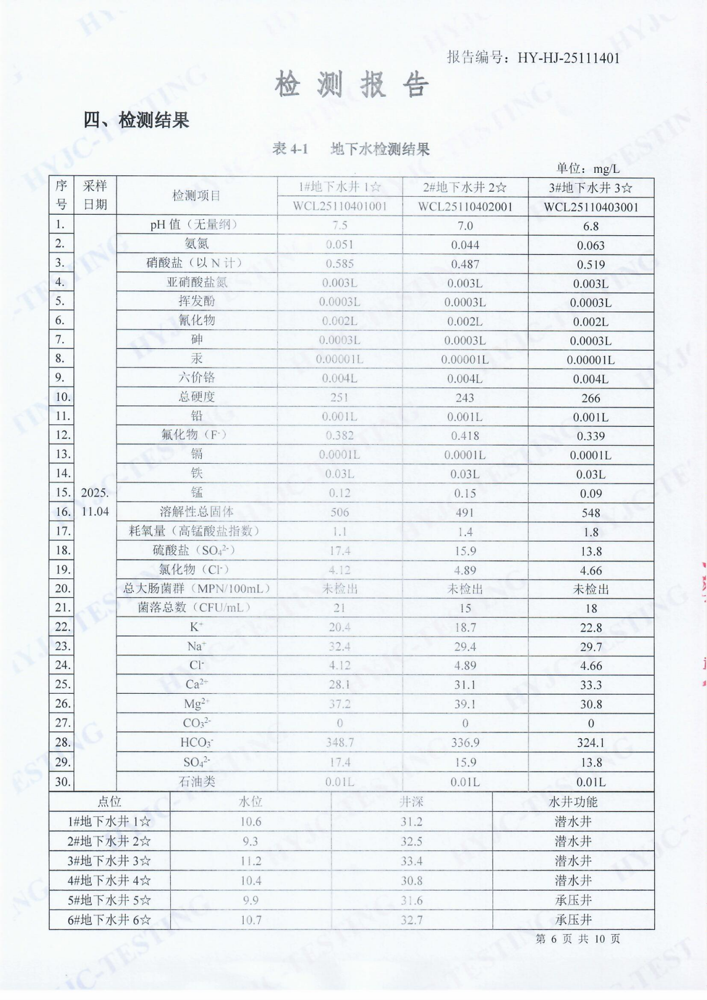 报告编号：HY-HJ-25111401
检测报告
四、检测结果
表 4-1 地下水检测结果
单位：mg/L
序号 采样日期 检测项目 1#地下水井 1☆ 2#地下水井 2☆ 3#地下水井 3☆
WCL25110401001 WCL25110402001 WCL25110403001
1. pH 值（无量纲） 7.5 7.0 6.8
2. 氨氮 0.051 0.044 0.063
3. 硝酸盐（以 N 计） 0.585 0.487 0.519
4. 亚硝酸盐氮 0.003L 0.003L 0.003L
5. 挥发酚 0.0003L 0.0003L 0.0003L
6. 氰化物 0.002L 0.002L 0.002L
7. 砷 0.0003L 0.0003L 0.0003L
8. 汞 0.00001L 0.00001L 0.00001L
9. 六价铬 0.004L 0.004L 0.004L
10. 总硬度 251 243 266
11. 铅 0.001L 0.001L 0.001L
12. 氟化物（F⁻） 0.382 0.418 0.339
13. 镉 0.0001L 0.0001L 0.0001L
14. 铁 0.03L 0.03L 0.03L
15. 2025. 锰 0.12 0.15 0.09
16. 11.04 溶解性总固体 506 491 548
17. 耗氧量（高锰酸盐指数） 1.1 1.4 1.8
18. 硫酸盐（SO₄²⁻） 17.4 15.9 13.8
19. 氯化物（Cl⁻） 4.12 4.89 4.66
20. 总大肠菌群（MPN/100mL） 未检出 未检出 未检出
21. 菌落总数（CFU/mL） 21 15 18
22. K⁺ 20.4 18.7 22.8
23. Na⁺ 32.4 29.4 29.7
24. Cl⁻ 4.12 4.89 4.66
25. Ca²⁺ 28.1 31.1 33.3
26. Mg²⁺ 37.2 39.1 30.8
27. CO₃²⁻ 0 0 0
28. HCO₃⁻ 348.7 336.9 324.1
29. SO₄²⁻ 17.4 15.9 13.8
30. 石油类 0.01L 0.01L 0.01L
点位 水位 井深 水井功能
1#地下水井 1☆ 10.6 31.2 潜水井
2#地下水井 2☆ 9.3 32.5 潜水井
3#地下水井 3☆ 11.2 33.4 潜水井
4#地下水井 4☆ 10.4 30.8 潜水井
5#地下水井 5☆ 9.9 31.6 承压井
6#地下水井 6☆ 10.7 32.7 承压井
第 6 页 共 10 页
HYJC-TESTING